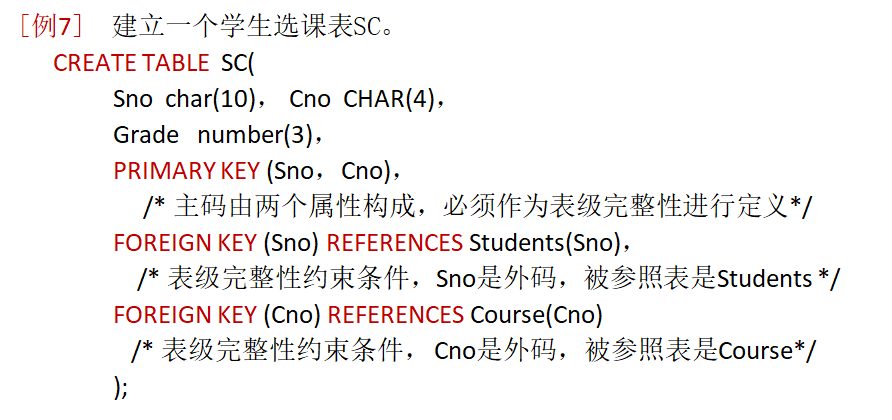 [例7] 建立一个学生选课表SC。
CREATE TABLE SC(
Sno char(10)， Cno CHAR(4)，
Grade number(3)，
PRIMARY KEY (Sno，Cno)，
/* 主码由两个属性构成，必须作为表级完整性进行定义*/
FOREIGN KEY (Sno) REFERENCES Students(Sno)，
/* 表级完整性约束条件，Sno是外码，被参照表是Students */
FOREIGN KEY (Cno) REFERENCES Course(Cno)
/* 表级完整性约束条件， Cno是外码，被参照表是Course*/
);